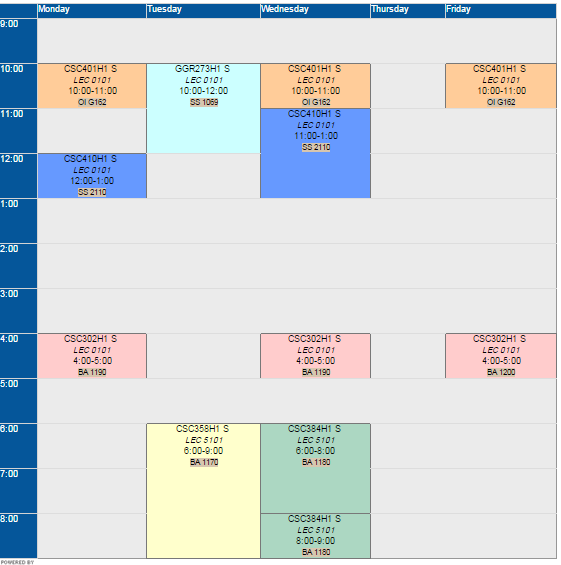 Monday Tuesday Wednesday Thursday Friday
9:00
10:00
CSC401H1 S
LEC 0101
10:00-11:00
OI G162
GGR273H1 S
LEC 0101
10:00-12:00
SS 1069
CSC401H1 S
LEC 0101
10:00-11:00
OI G162
CSC401H1 S
LEC 0101
10:00-11:00
OI G162
11:00
CSC410H1 S
LEC 0101
11:00-1:00
SS 2110
12:00
CSC410H1 S
LEC 0101
12:00-1:00
SS 2110
1:00
2:00
3:00
4:00
CSC302H1 S
LEC 0101
4:00-5:00
BA 1190
CSC302H1 S
LEC 0101
4:00-5:00
BA 1190
CSC302H1 S
LEC 0101
4:00-5:00
BA 1200
5:00
6:00
CSC358H1 S
LEC 5101
6:00-9:00
BA 1170
CSC384H1 S
LEC 5101
6:00-8:00
BA 1180
7:00
8:00
CSC384H1 S
LEC 5101
8:00-9:00
BA 1180
POWERED BY